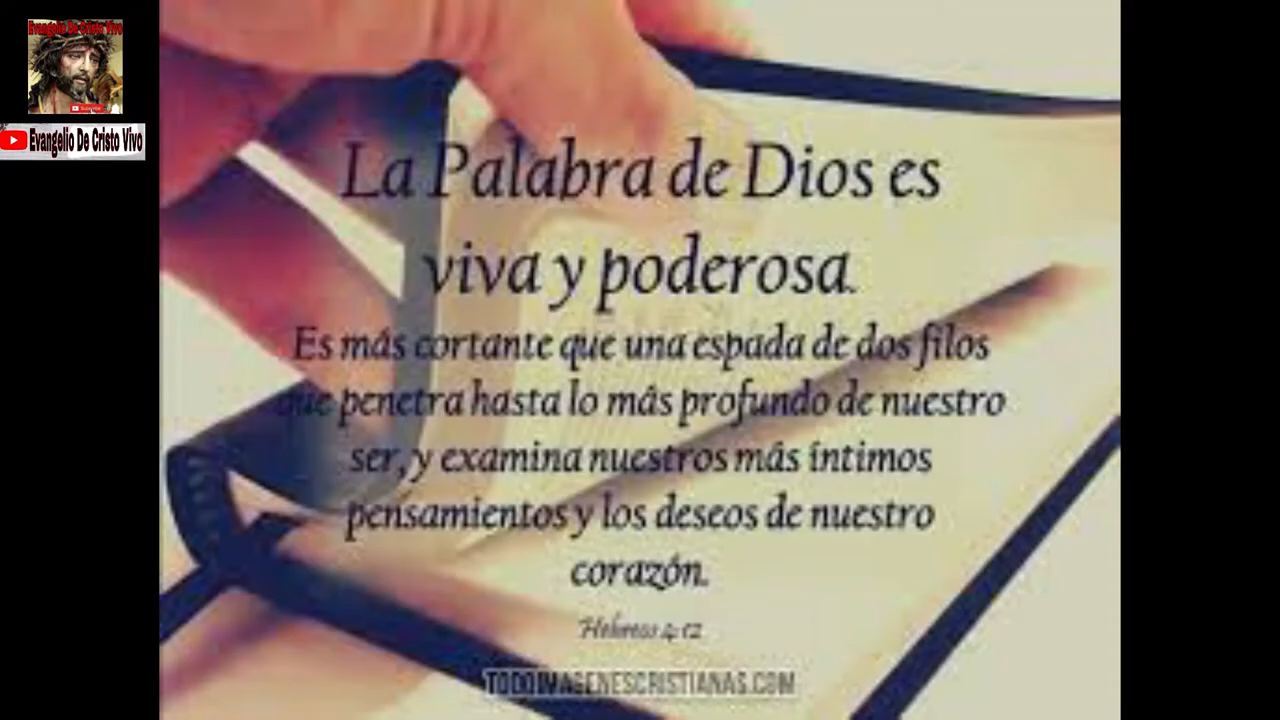 Evangelio De Cristo Vivo
Evangelio De Cristo Vivo
La Palabra de Dios es
viva y poderosa.
Es más cortante que una espada de dos filos
que penetra hasta lo más profundo de nuestro
ser, y examina nuestros más íntimos
pensamientos y los deseos de nuestro
corazón.
Hebreos 4:12
TODOIMAGENESCRISTIANAS.COM